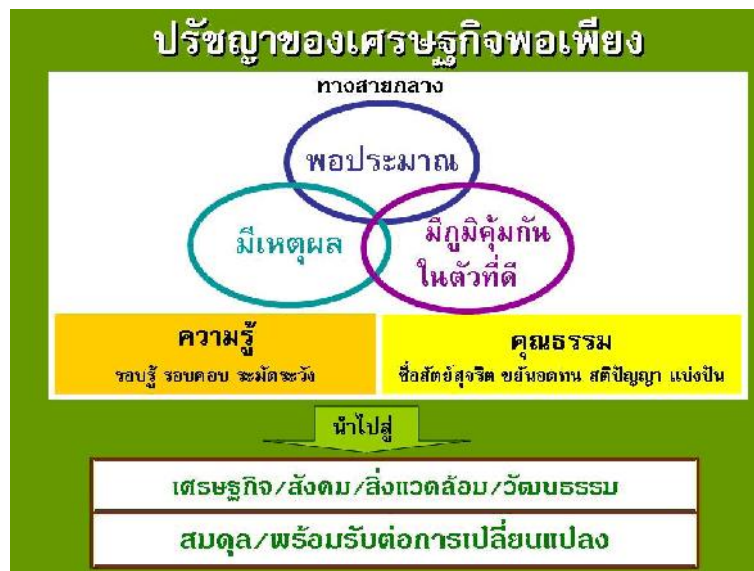 ปรัชญาของเศรษฐกิจพอเพียง
ทางสายกลาง
พอประมาณ
มีเหตุผล
มีภูมิคุ้มกัน
ในตัวที่ดี
ความรู้
รอบรู้ รอบคอบ ระมัดระวัง
คุณธรรม
ซื่อสัตย์สุจริต ขยันอดทน สติปัญญา แบ่งปัน
นำไปสู่
เศรษฐกิจ/สังคม/สิ่งแวดล้อม/วัฒนธรรม
สมดุล/พร้อมรับต่อการเปลี่ยนแปลง